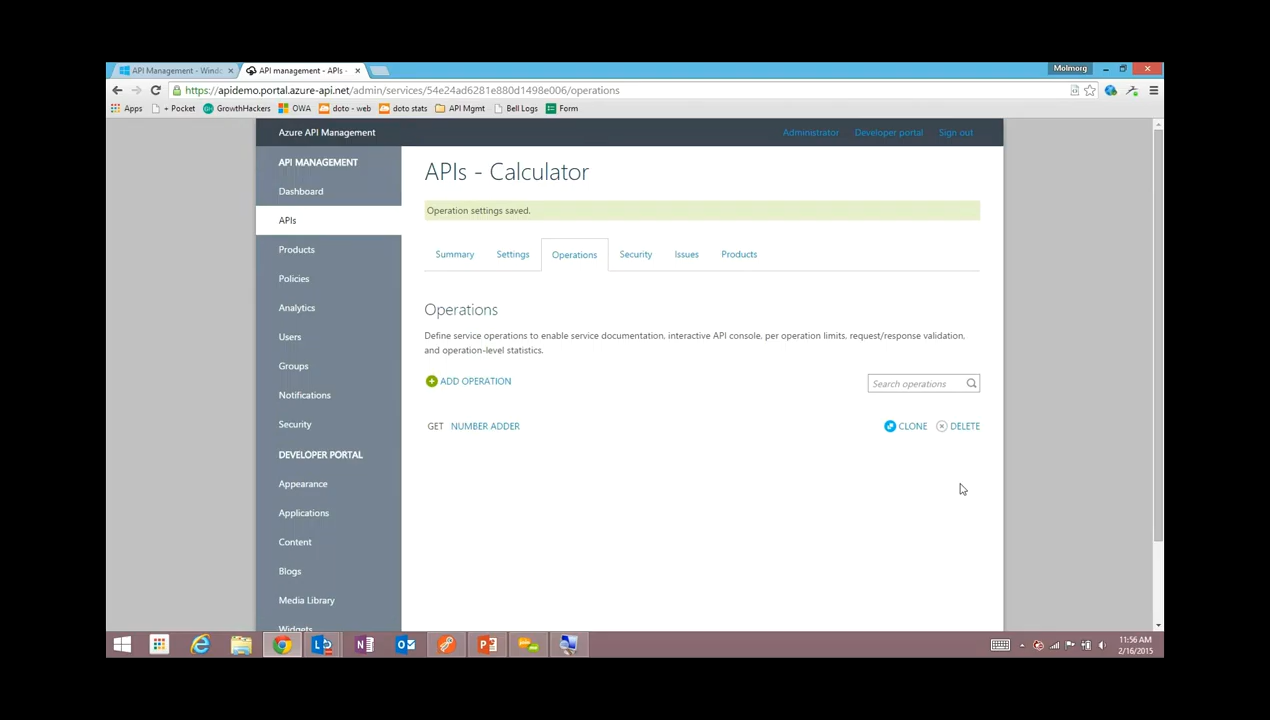 API Management - Windo
API management - APIs -
Molmorg
https://apidemo.portal.azure-api.net/admin/services/54e24ad6281e880d1498e006/operations
Apps
+ Pocket
GrowthHackers
OWA
doto - web
doto stats
API Mgmt
Bell Logs
Form
Azure API Management
Administrator
Developer portal
Sign out
API MANAGEMENT
Dashboard
APIs
Products
Policies
Analytics
Users
Groups
Notifications
Security
DEVELOPER PORTAL
Appearance
Applications
Content
Blogs
Media Library
Widgets
APIs - Calculator
Operation settings saved.
Summary
Settings
Operations
Security
Issues
Products
Operations
Define service operations to enable service documentation, interactive API console, per operation limits, request/response validation,
and operation-level statistics.
ADD OPERATION
Search operations
GET NUMBER ADDER
CLONE
DELETE
11:56 AM
2/16/2015